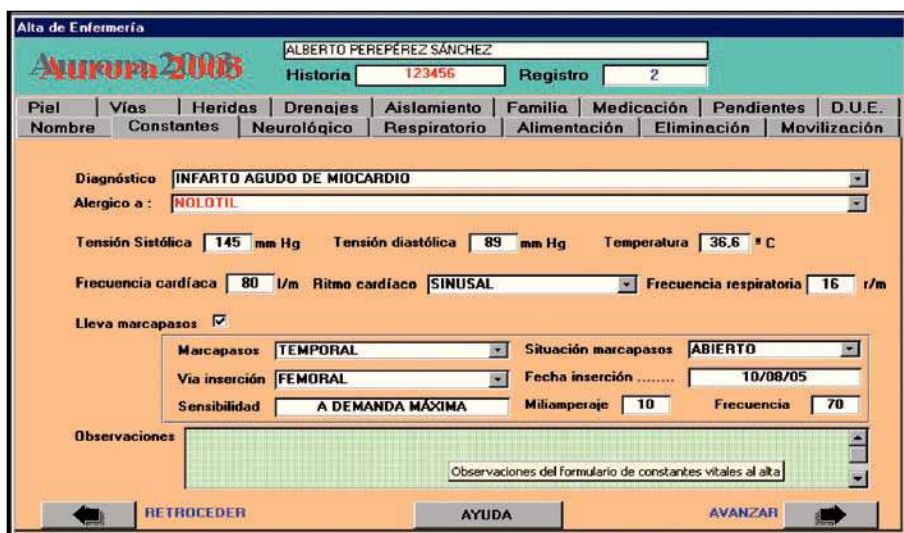 Alta de Enfermería
Aurora 2003
ALBERTO PEREPÉREZ SÁNCHEZ
Historia 123456 Registro 2
Piel Vías Heridas Drenajes Aislamiento Familia Medicación Pendientes D.U.E.
Nombre Constantes Neurológico Respiratorio Alimentación Eliminación Movilización
Diagnóstico INFARTO AGUDO DE MIOCARDIO
Alergico a : NOLOTIL
Tensión Sistólica 145 mm Hg Tensión diastólica 89 mm Hg Temperatura 36,6 º C
Frecuencia cardíaca 80 l/m Ritmo cardíaco SINUSAL Frecuencia respiratoria 16 r/m
Lleva marcapasos
Marcapasos TEMPORAL Situación marcapasos ABIERTO
Via inserción FEMORAL Fecha inserción ........ 10/08/05
Sensibilidad A DEMANDA MÁXIMA Miliamperaje 10 Frecuencia 70
Observaciones
Observaciones del formulario de constantes vitales al alta
RETROCEDER AYUDA AVANZAR